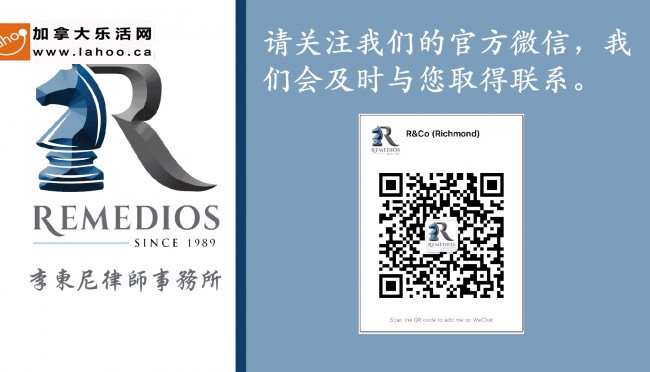 加拿大乐活网
www.lahoo.ca
R
REMEDIOS
SINCE 1989
李東尼律師事務所
请关注我们的官方微信，我
们会及时与您取得联系。
R&Co (Richmond)
REMEDIOS
Scan the QR code to add me on WeChat.